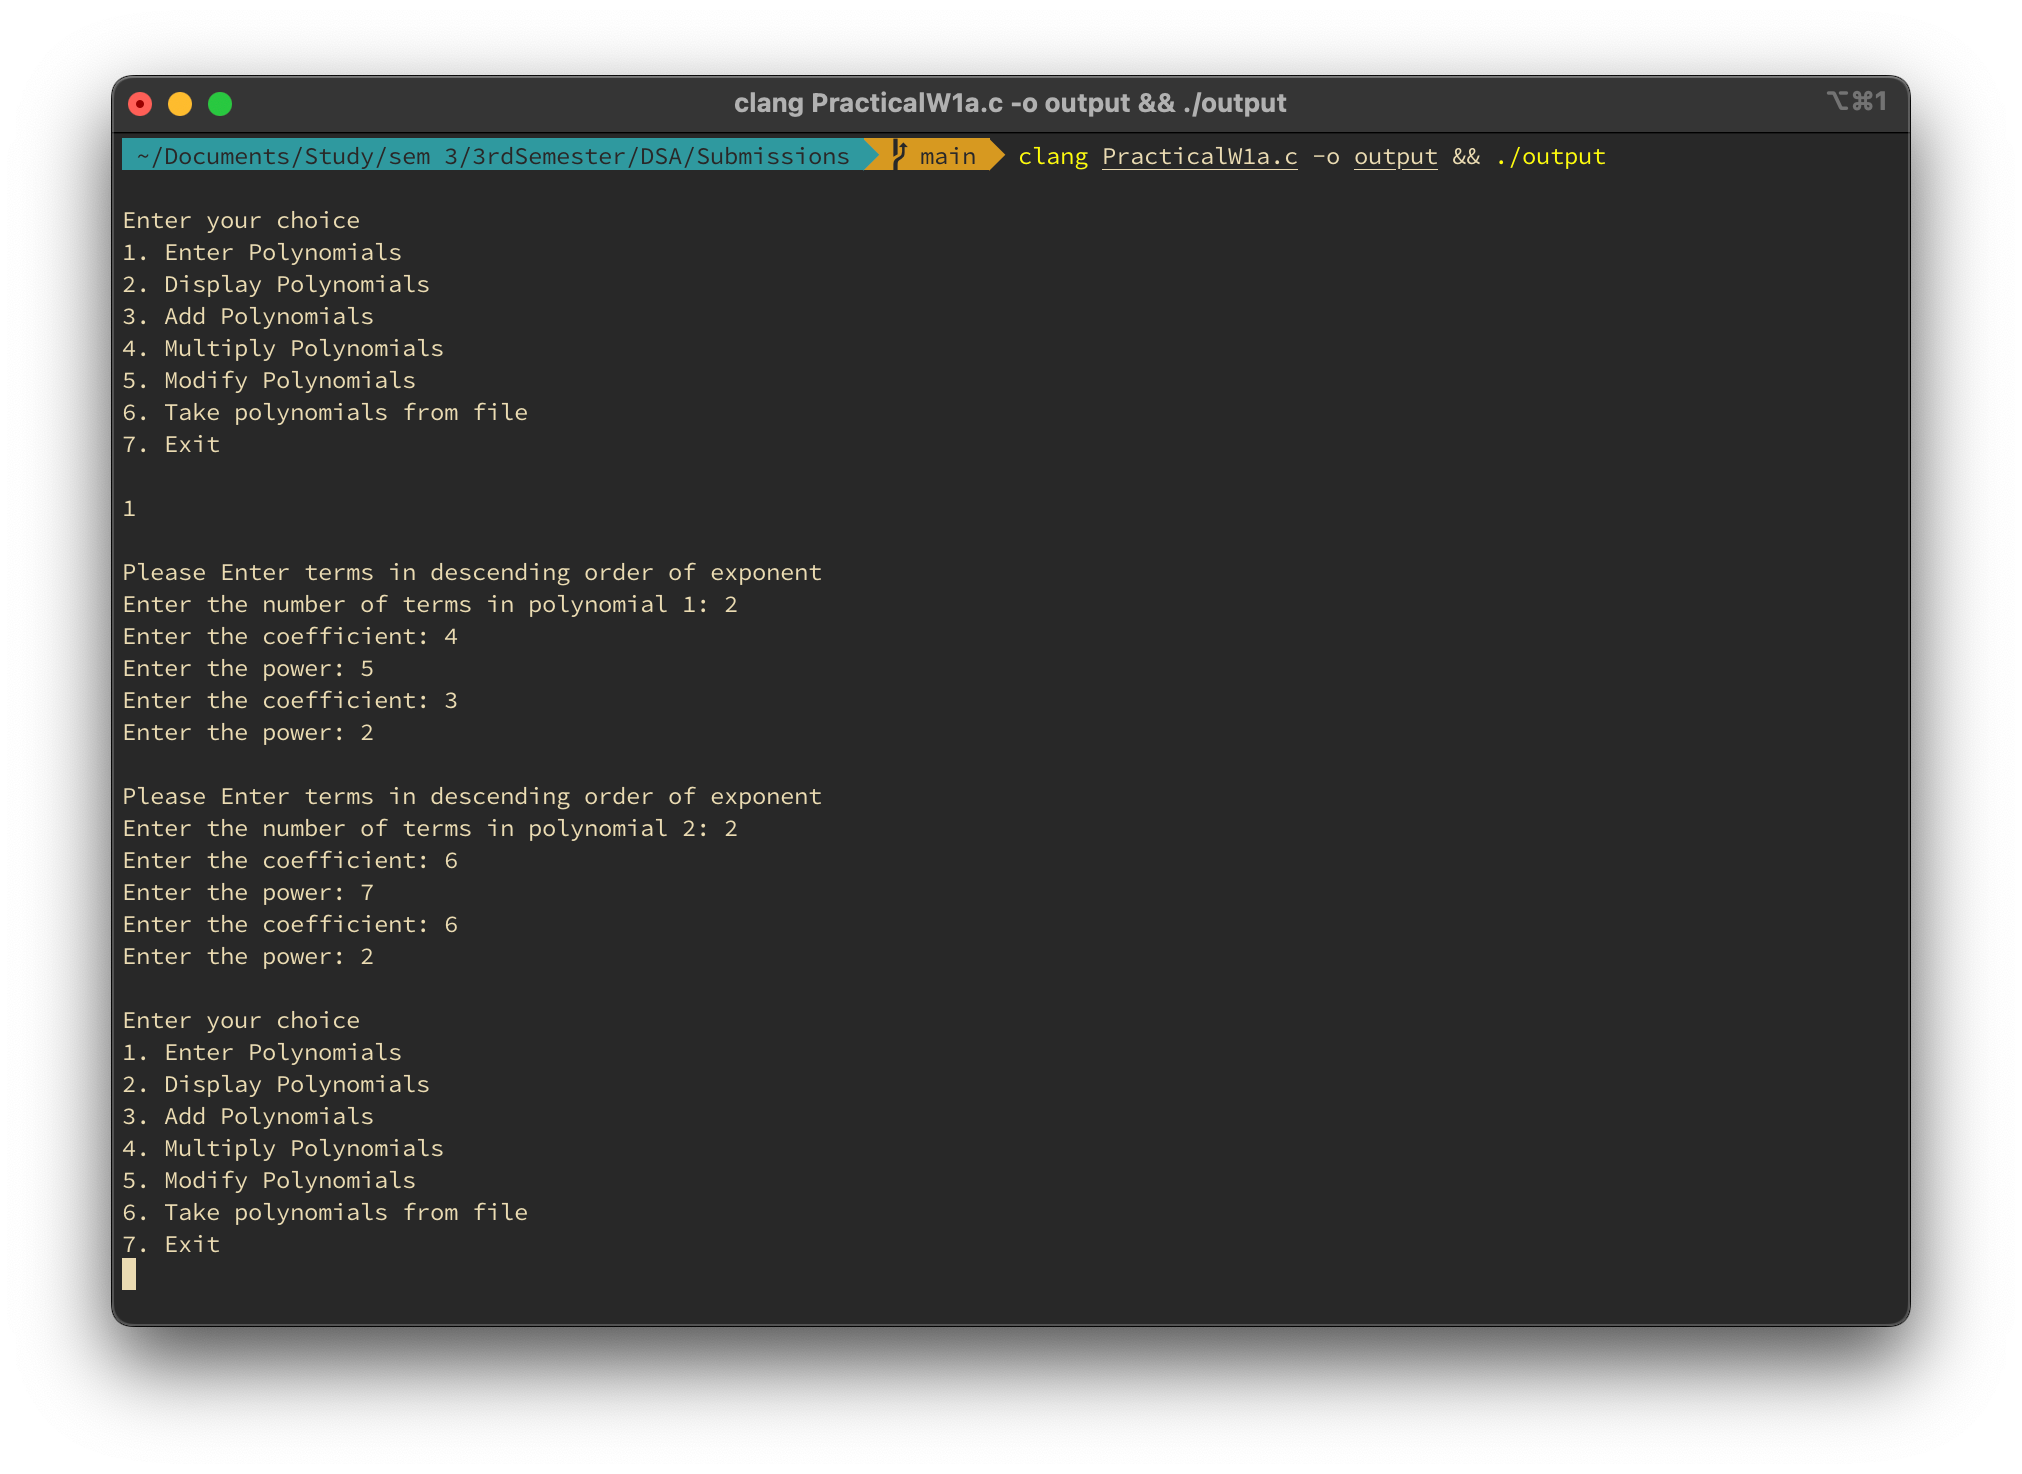 clang PracticalW1a.c -o output && ./output
⌥⌘1
~/Documents/Study/sem 3/3rdSemester/DSA/Submissions main clang PracticalW1a.c -o output && ./output
Enter your choice
1. Enter Polynomials
2. Display Polynomials
3. Add Polynomials
4. Multiply Polynomials
5. Modify Polynomials
6. Take polynomials from file
7. Exit
1
Please Enter terms in descending order of exponent
Enter the number of terms in polynomial 1: 2
Enter the coefficient: 4
Enter the power: 5
Enter the coefficient: 3
Enter the power: 2
Please Enter terms in descending order of exponent
Enter the number of terms in polynomial 2: 2
Enter the coefficient: 6
Enter the power: 7
Enter the coefficient: 6
Enter the power: 2
Enter your choice
1. Enter Polynomials
2. Display Polynomials
3. Add Polynomials
4. Multiply Polynomials
5. Modify Polynomials
6. Take polynomials from file
7. Exit